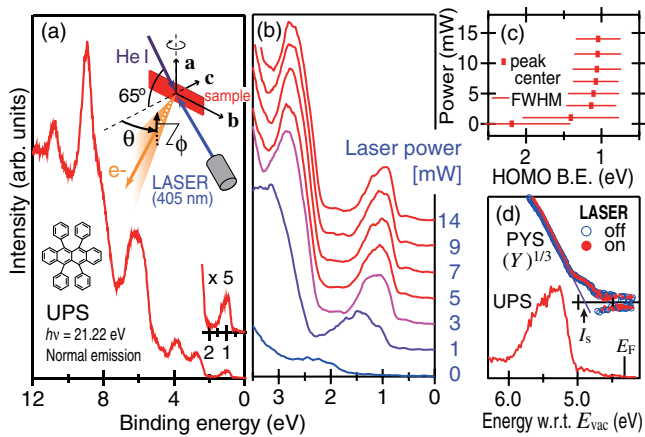 (a)
He I
a
c
sample
65°
b
θ
ϕ
e-
LASER
(405 nm)
x 5
2 1
UPS
hν = 21.22 eV
Normal emission
Intensity (arb. units)
12 8 4 0
Binding energy (eV)
(b)
Laser power
[mW]
14
9
7
5
3
1
0
3 2 1 0
(eV)
(c)
Power (mW)
15
10
5
0
peak
center
FWHM
2 1
HOMO B.E. (eV)
(d)
LASER
off
on
PYS
(Y)^{1/3}
UPS
I_s
E_F
6.0 5.0
Energy w.r.t. E_vac (eV)